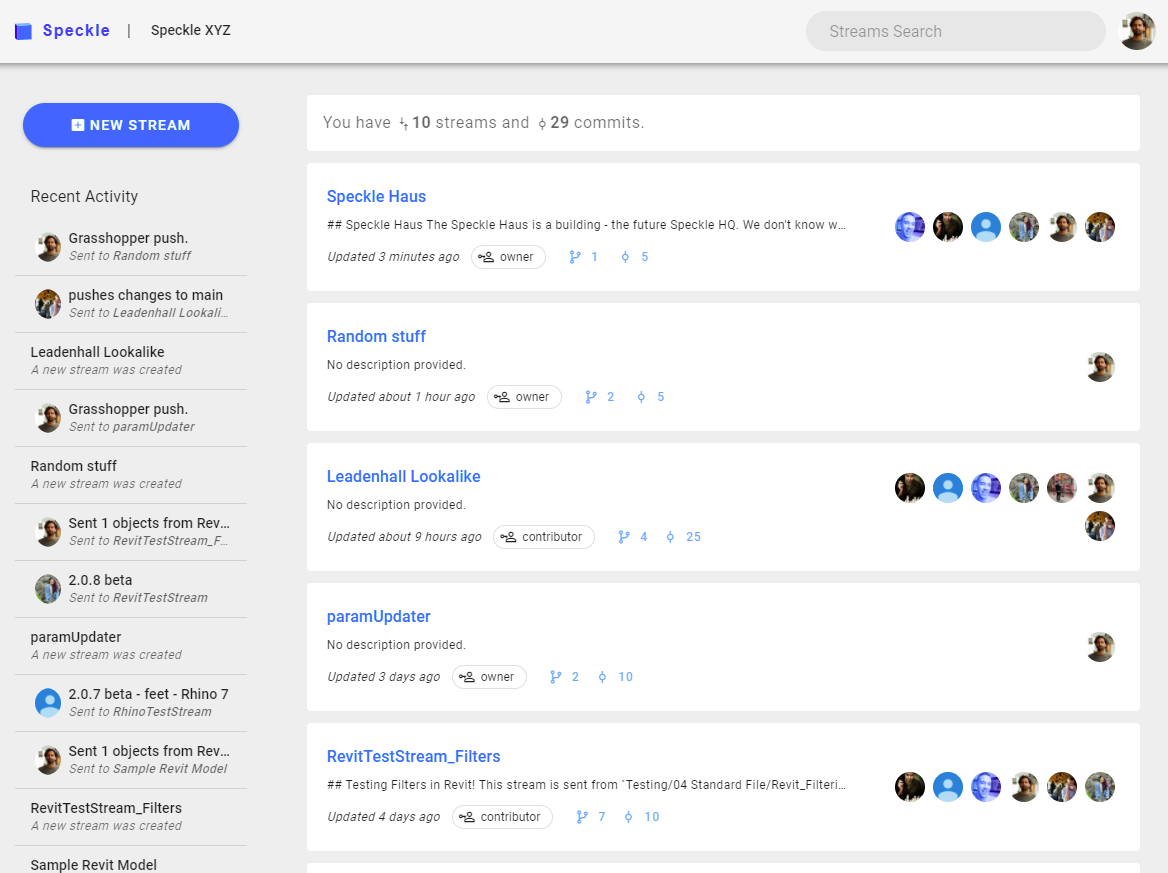 Speckle | Speckle XYZ
Streams Search
NEW STREAM
Recent Activity
Grasshopper push.
Sent to Random stuff
pushes changes to main
Sent to Leadenhall Lookali…
Leadenhall Lookalike
A new stream was created
Grasshopper push.
Sent to paramUpdater
Random stuff
A new stream was created
Sent 1 objects from Rev…
Sent to RevitTestStream_F…
2.0.8 beta
Sent to RevitTestStream
paramUpdater
A new stream was created
2.0.7 beta - feet - Rhino 7
Sent to RhinoTestStream
Sent 1 objects from Rev…
Sent to Sample Revit Model
RevitTestStream_Filters
A new stream was created
Sample Revit Model
You have 10 streams and 29 commits.
Speckle Haus
## Speckle Haus The Speckle Haus is a building - the future Speckle HQ. We don't know w…
Updated 3 minutes ago owner 1 5
Random stuff
No description provided.
Updated about 1 hour ago owner 2 5
Leadenhall Lookalike
No description provided.
Updated about 9 hours ago contributor 4 25
paramUpdater
No description provided.
Updated 3 days ago owner 2 10
RevitTestStream_Filters
## Testing Filters in Revit! This stream is sent from `Testing/04 Standard File/Revit_Filteri…
Updated 4 days ago contributor 7 10